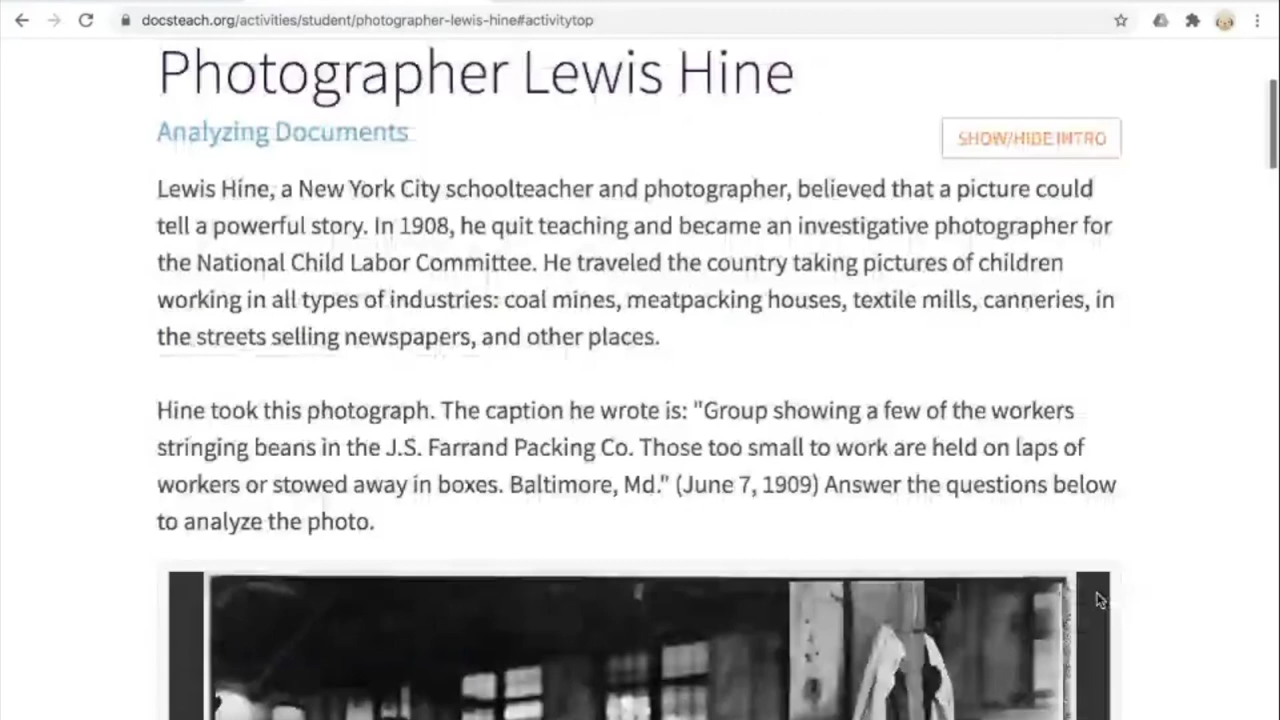 docsteach.org/activities/student/photographer-lewis-hine#activitytop
Photographer Lewis Hine
Analyzing Documents
SHOW/HIDE INTRO
Lewis Hine, a New York City schoolteacher and photographer, believed that a picture could
tell a powerful story. In 1908, he quit teaching and became an investigative photographer for
the National Child Labor Committee. He traveled the country taking pictures of children
working in all types of industries: coal mines, meatpacking houses, textile mills, canneries, in
the streets selling newspapers, and other places.
Hine took this photograph. The caption he wrote is: "Group showing a few of the workers
stringing beans in the J.S. Farrand Packing Co. Those too small to work are held on laps of
workers or stowed away in boxes. Baltimore, Md." (June 7, 1909) Answer the questions below
to analyze the photo.